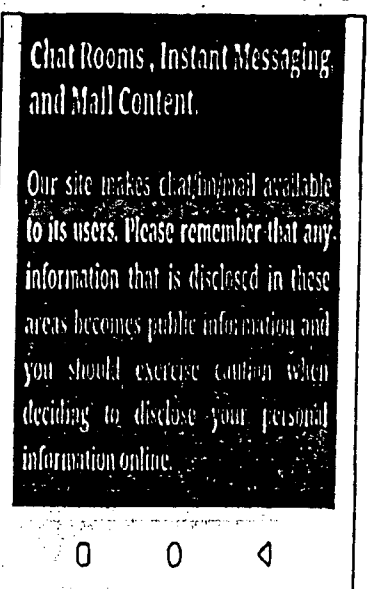 Chat Rooms, Instant Messaging,
and Mail Content.
Our site makes chat/im/mail available
to its users. Please remember that any
information that is disclosed in these
areas becomes public information and
you should exercise caution when
deciding to disclose your personal
information online.